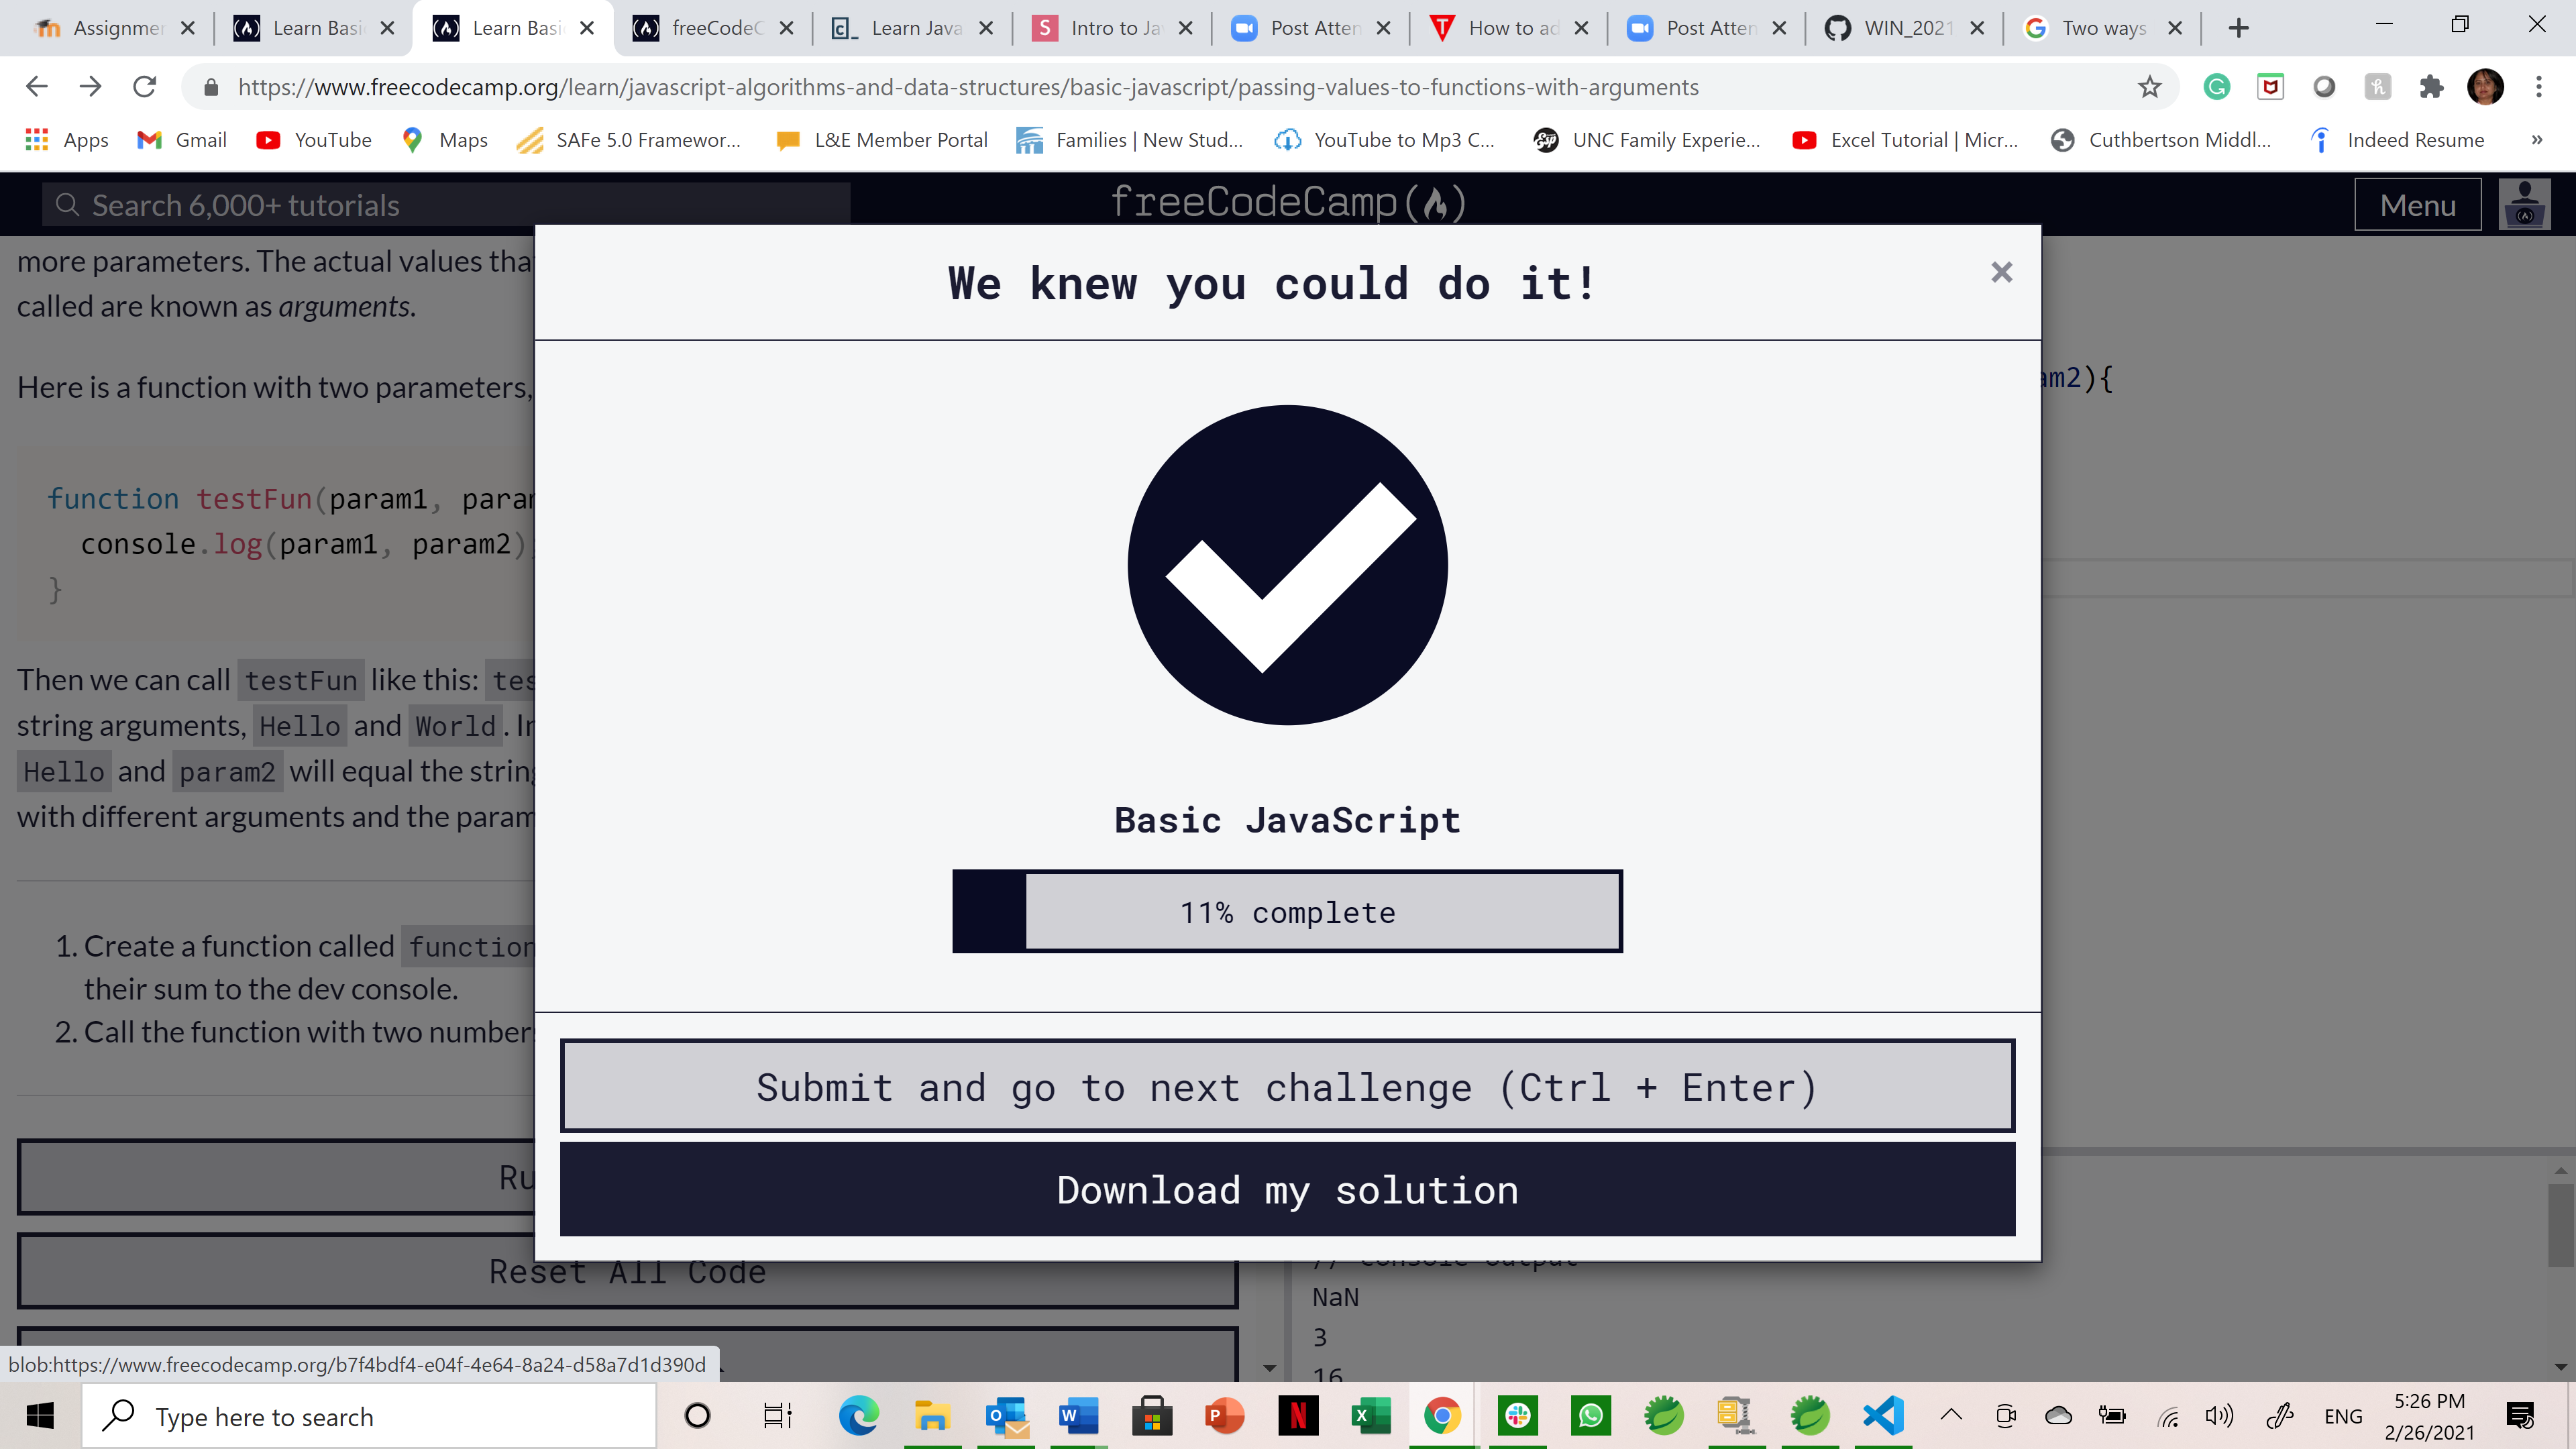 Assignmer
Learn Basi
Learn Basi
freeCodeC
Learn Java
Intro to Ja
Post Atten
How to ad
Post Atten
WIN_2021
Two ways
https://www.freecodecamp.org/learn/javascript-algorithms-and-data-structures/basic-javascript/passing-values-to-functions-with-arguments
Apps
Gmail
YouTube
Maps
SAFe 5.0 Framewor...
L&E Member Portal
Families | New Stud...
YouTube to Mp3 C...
UNC Family Experie...
Excel Tutorial | Micr...
Cuthbertson Middl...
Indeed Resume
»
Search 6,000+ tutorials
freeCodeCamp
Menu
more parameters. The actual values tha
called are known as arguments.
Here is a function with two parameters,
function testFun(param1, param
console.log(param1, param2);
}
Then we can call testFun like this: tes
string arguments, Hello and World. In
Hello and param2 will equal the string
with different arguments and the param
1. Create a function called function
their sum to the dev console.
2. Call the function with two number
Ru
Reset All Code
We knew you could do it!
×
Basic JavaScript
11% complete
Submit and go to next challenge (Ctrl + Enter)
Download my solution
am2){
// console output
NaN
3
16
blob:https://www.freecodecamp.org/b7f4bdf4-e04f-4e64-8a24-d58a7d1d390d
Type here to search
ENG
5:26 PM
2/26/2021